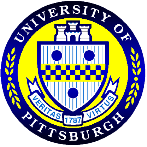 UNIVERSITY OF
VERITAS 1787 VIRTUS
PITTSBURGH